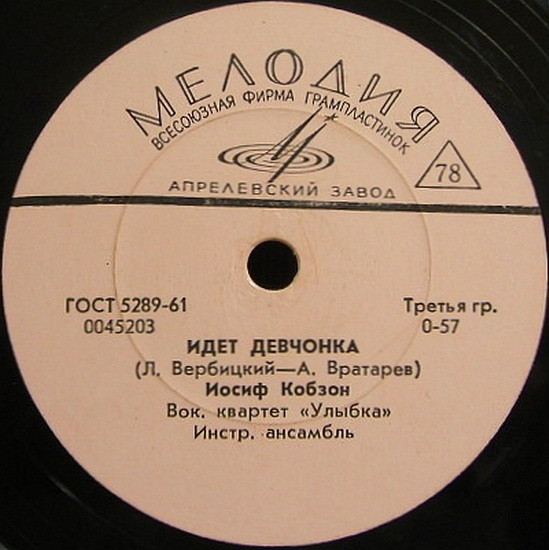 МЕЛОДИЯ
ВСЕСОЮЗНАЯ ФИРМА ГРАМПЛАСТИНОК
АПРЕЛЕВСКИЙ ЗАВОД
78
ГОСТ 5289-61
0045203
Третья гр.
0-57
ИДЕТ ДЕВЧОНКА
(Л. Вербицкий—А. Вратарев)
Иосиф Кобзон
Вок. квартет «Улыбка»
Инстр. ансамбль